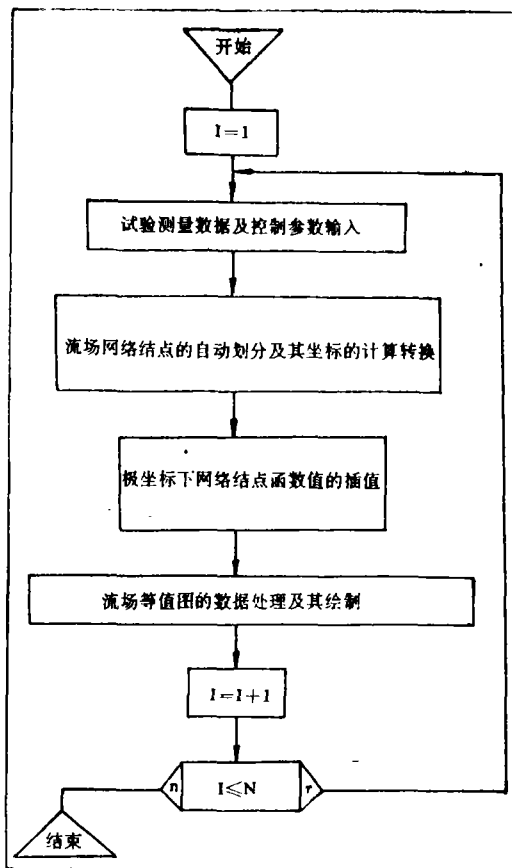 开始
I=1
试验测量数据及控制参数输入
流场网络结点的自动划分及其坐标的计算转换
极坐标下网络结点函数值的插值
流场等值图的数据处理及其绘制
I=I+1
n
I≤N
r
结束